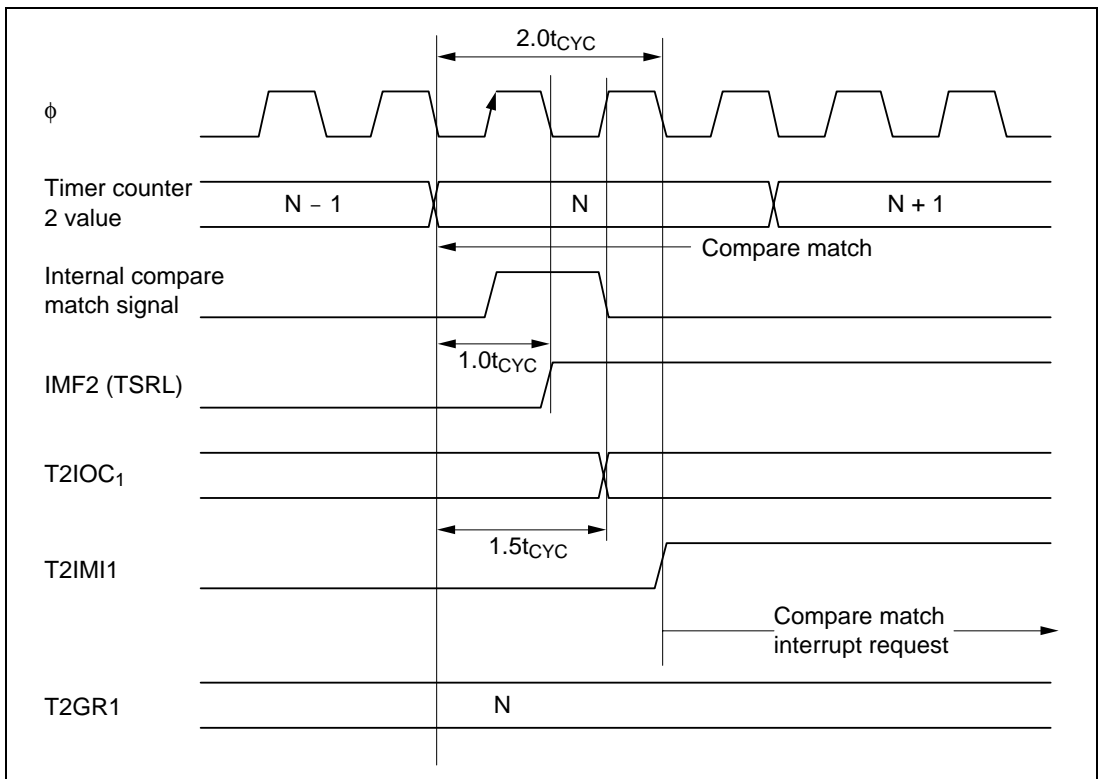 2.0tCYC
ϕ
Timer counter
2 value
N − 1
N
N + 1
Compare match
Internal compare
match signal
1.0tCYC
IMF2 (TSRL)
T2IOC1
1.5tCYC
T2IMI1
Compare match
interrupt request
T2GR1
N